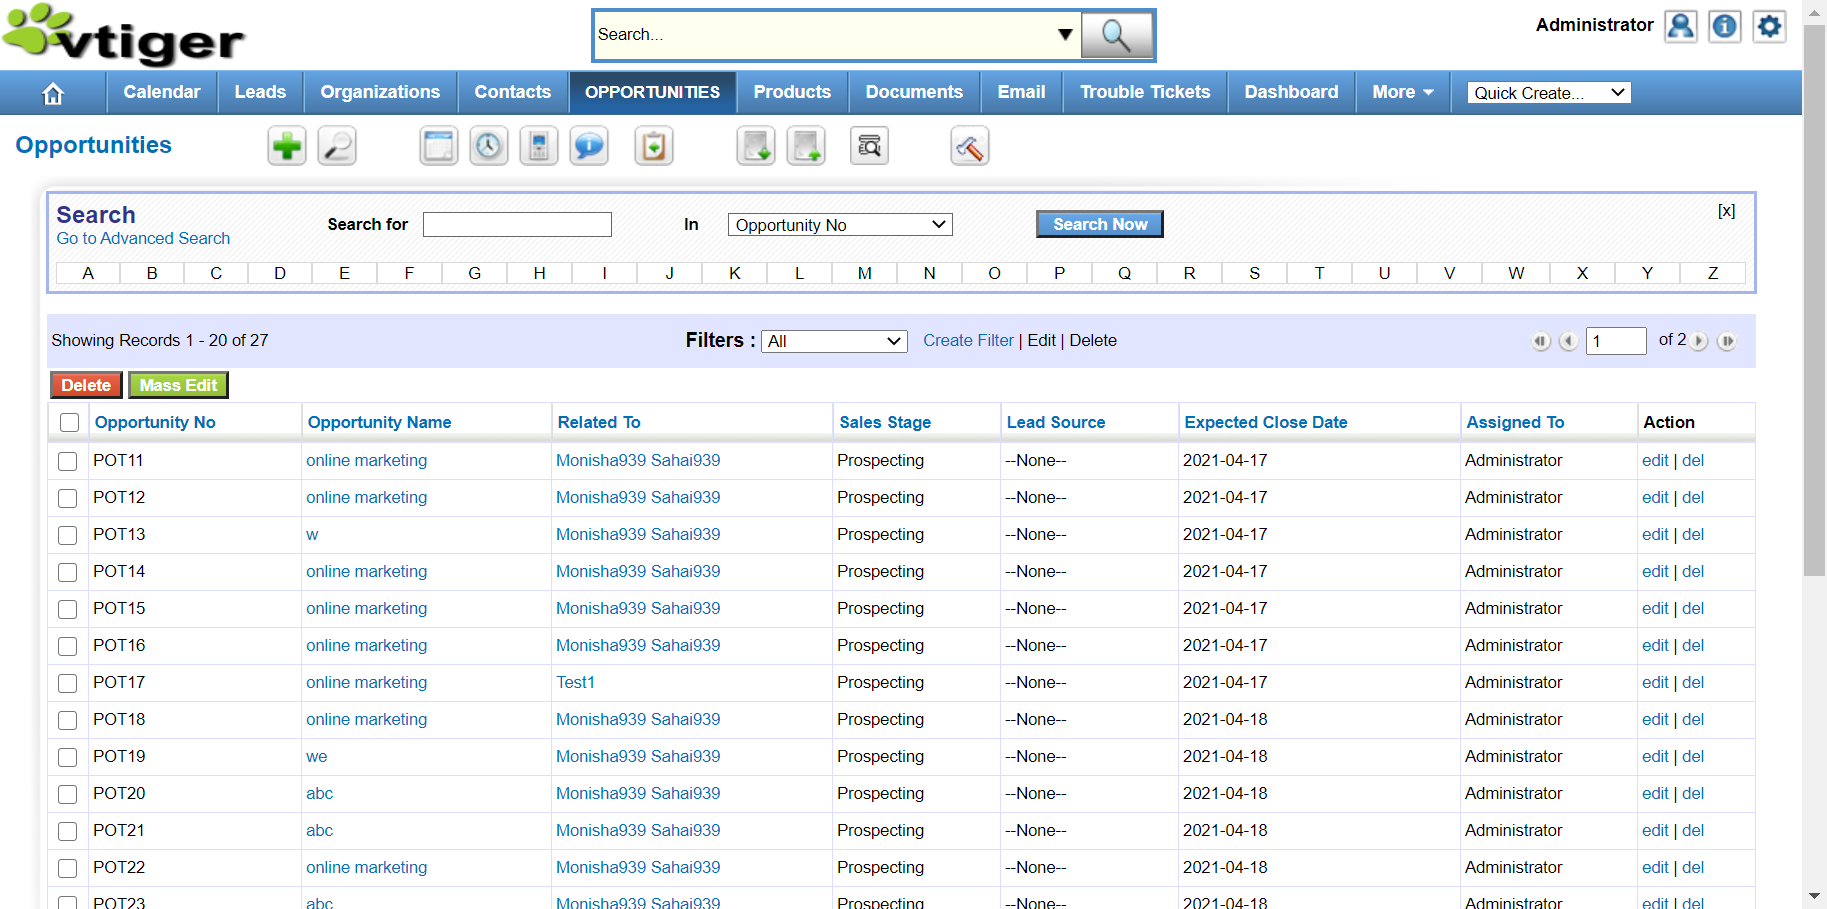 vtiger
Search...
Administrator
Calendar Leads Organizations Contacts OPPORTUNITIES Products Documents Email Trouble Tickets Dashboard More Quick Create...
Opportunities
Search
Go to Advanced Search
Search for In Opportunity No Search Now [x]
A B C D E F G H I J K L M N O P Q R S T U V W X Y Z
Showing Records 1 - 20 of 27 Filters : All Create Filter | Edit | Delete 1 of 2
Delete Mass Edit
Opportunity No Opportunity Name Related To Sales Stage Lead Source Expected Close Date Assigned To Action
POT11 online marketing Monisha939 Sahai939 Prospecting --None-- 2021-04-17 Administrator edit | del
POT12 online marketing Monisha939 Sahai939 Prospecting --None-- 2021-04-17 Administrator edit | del
POT13 w Monisha939 Sahai939 Prospecting --None-- 2021-04-17 Administrator edit | del
POT14 online marketing Monisha939 Sahai939 Prospecting --None-- 2021-04-17 Administrator edit | del
POT15 online marketing Monisha939 Sahai939 Prospecting --None-- 2021-04-17 Administrator edit | del
POT16 online marketing Monisha939 Sahai939 Prospecting --None-- 2021-04-17 Administrator edit | del
POT17 online marketing Test1 Prospecting --None-- 2021-04-17 Administrator edit | del
POT18 online marketing Monisha939 Sahai939 Prospecting --None-- 2021-04-18 Administrator edit | del
POT19 we Monisha939 Sahai939 Prospecting --None-- 2021-04-18 Administrator edit | del
POT20 abc Monisha939 Sahai939 Prospecting --None-- 2021-04-18 Administrator edit | del
POT21 abc Monisha939 Sahai939 Prospecting --None-- 2021-04-18 Administrator edit | del
POT22 online marketing Monisha939 Sahai939 Prospecting --None-- 2021-04-18 Administrator edit | del
POT23 abc Monisha939 Sahai939 Prospecting --None-- 2021-04-18 Administrator edit | del